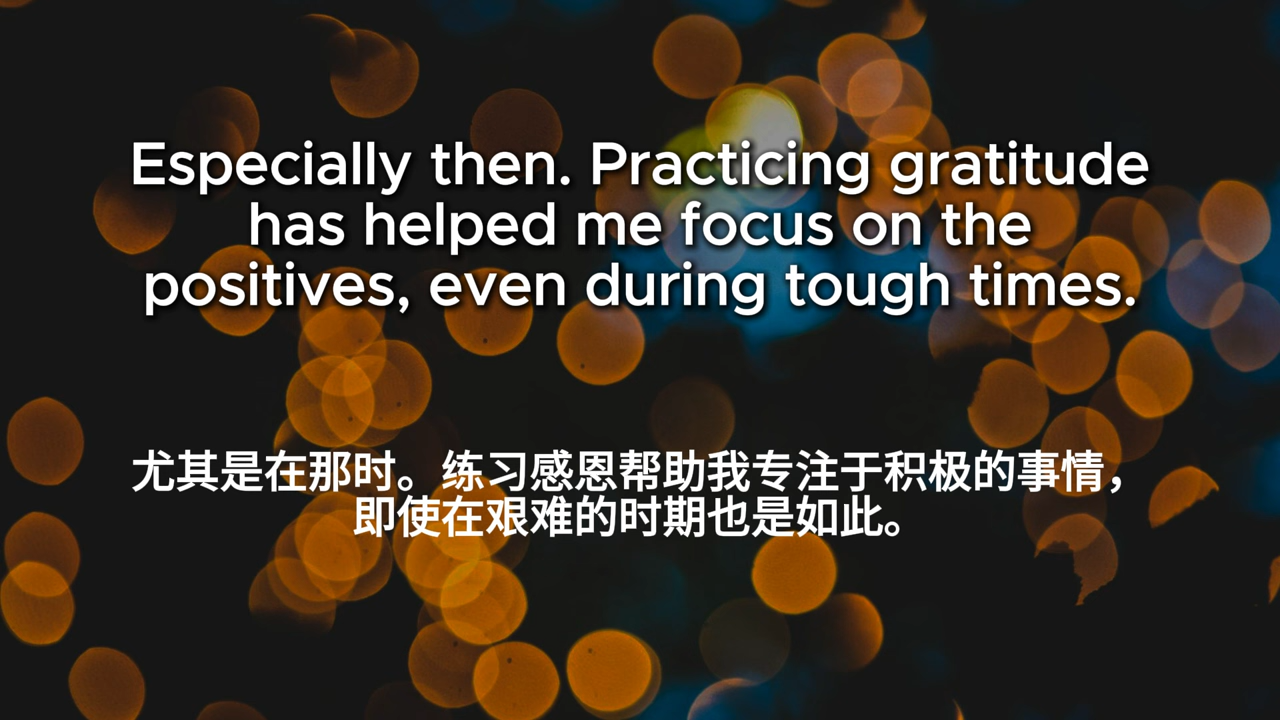 Especially then. Practicing gratitude
has helped me focus on the
positives, even during tough times.
尤其是在那时。练习感恩帮助我专注于积极的事情，
即使在艰难的时期也是如此。